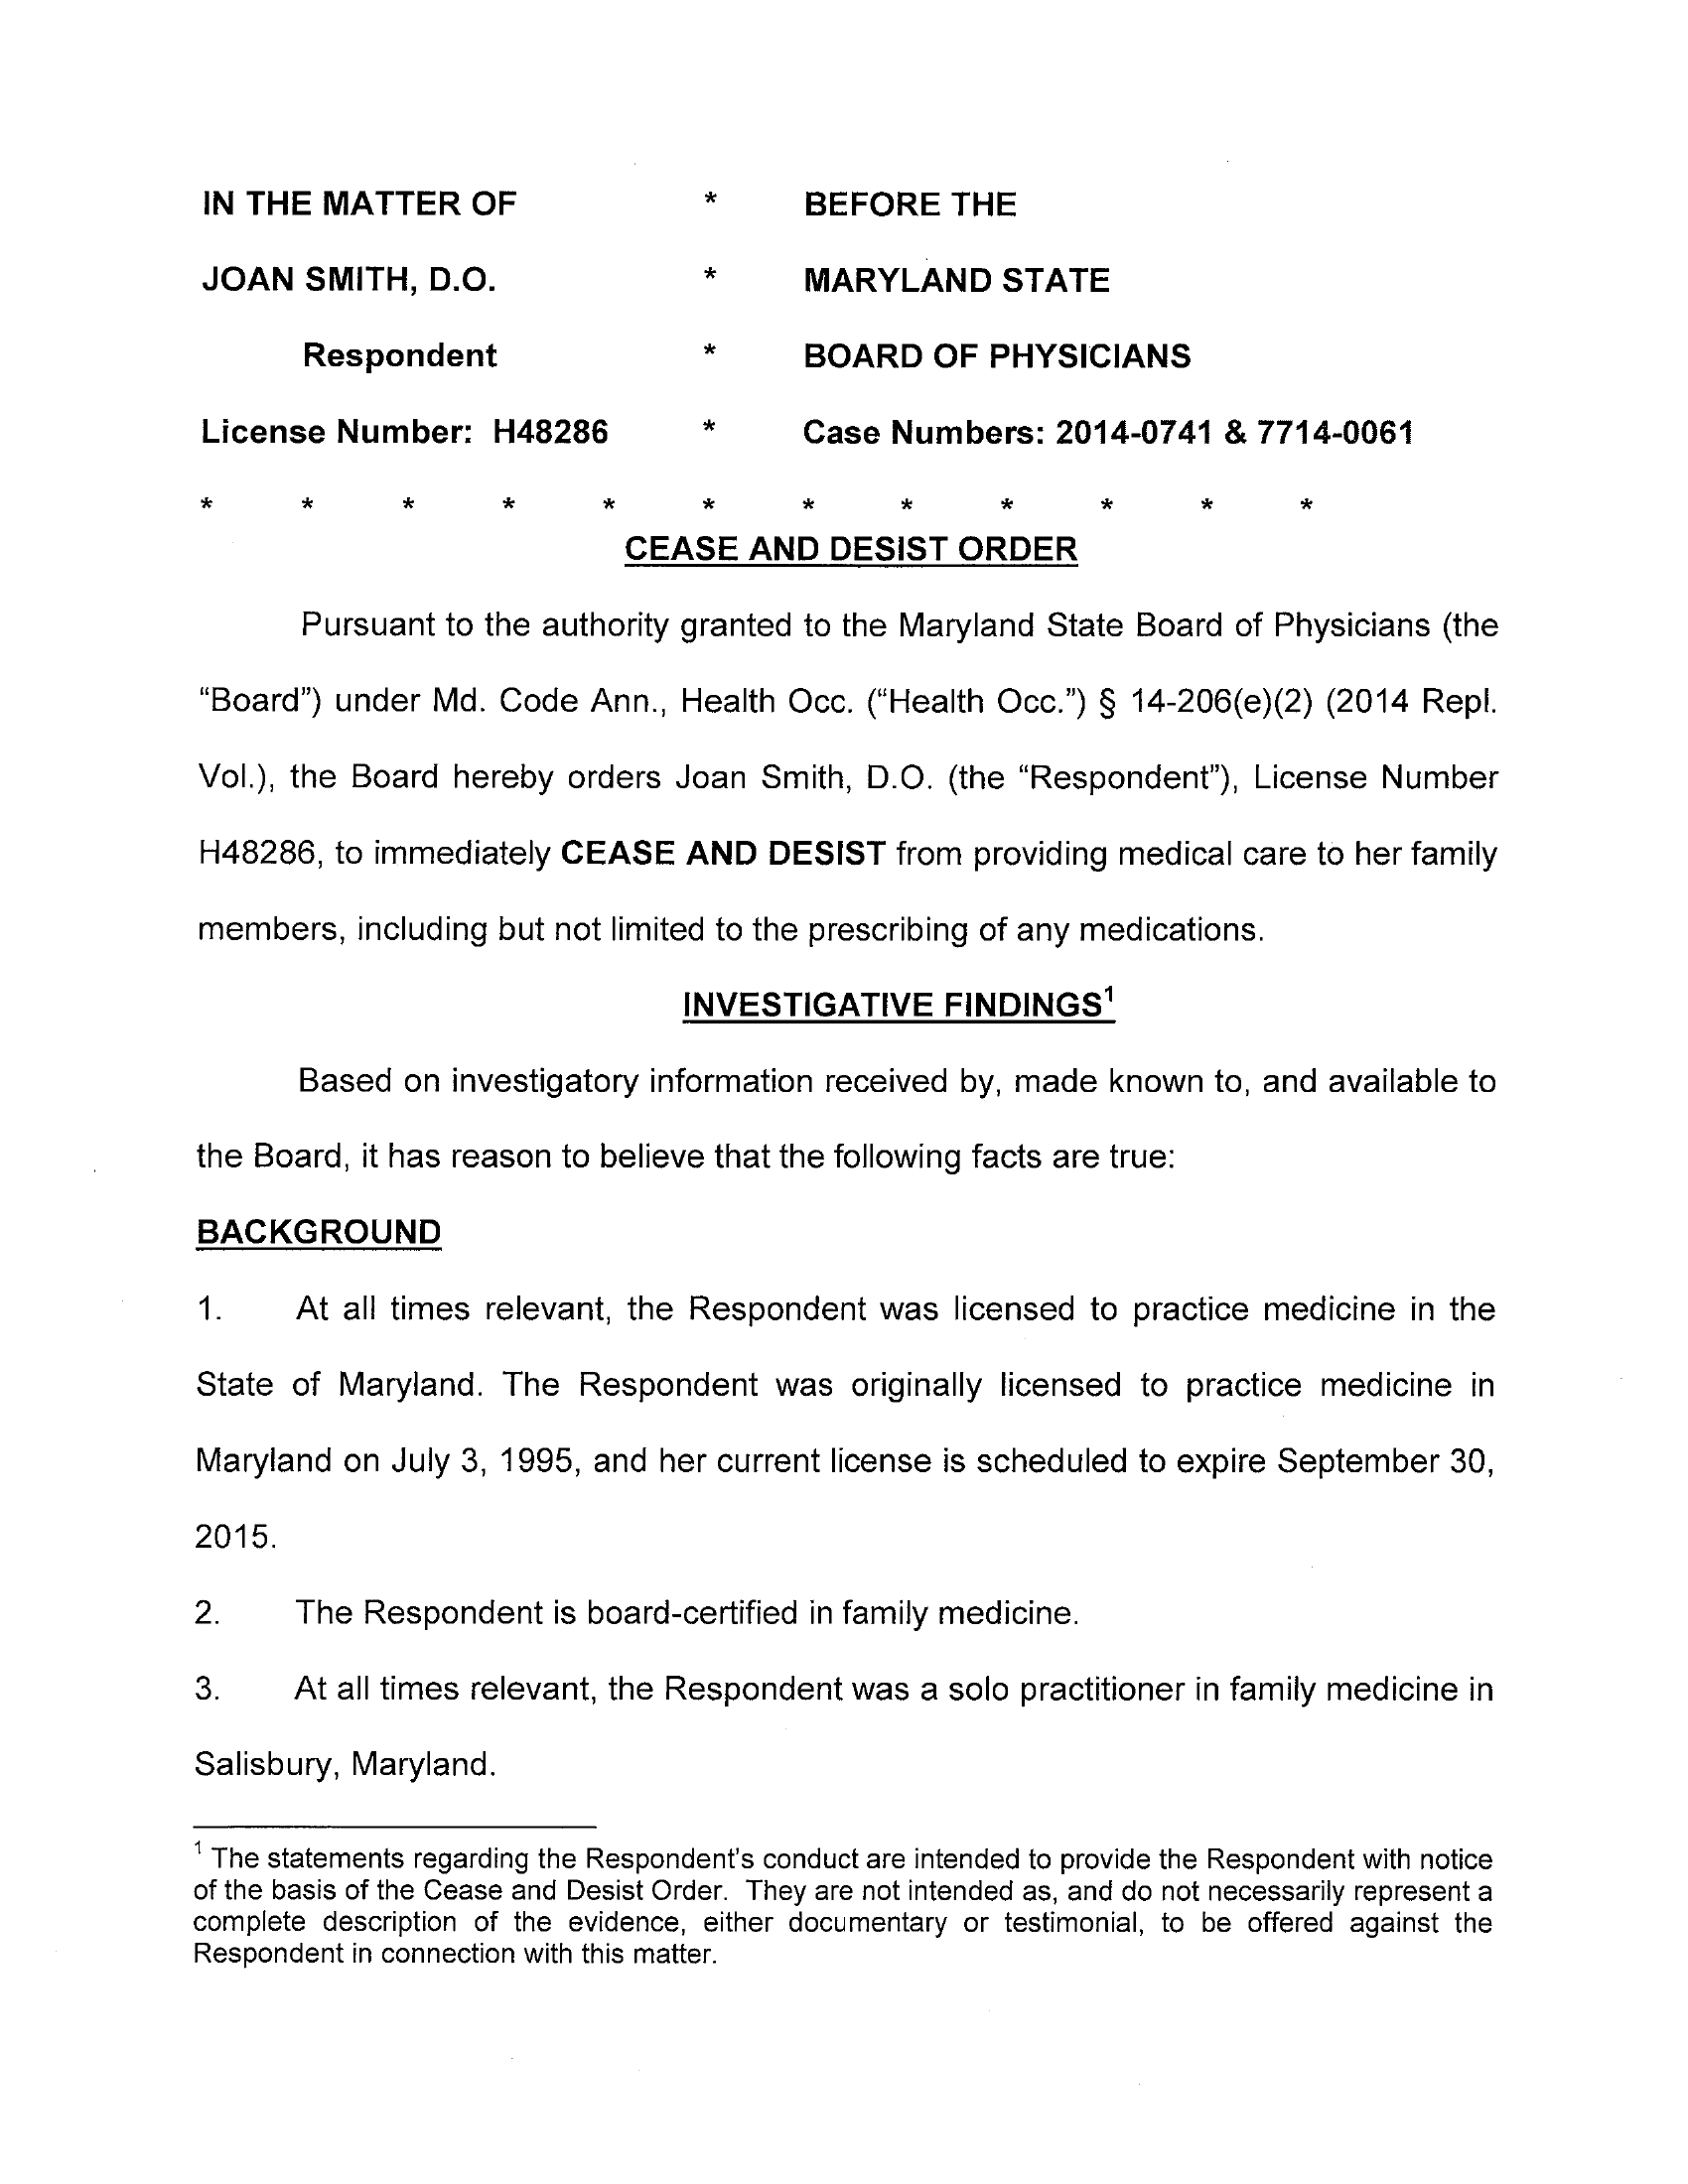 IN THE MATTER OF * BEFORE THE
JOAN SMITH, D.O. * MARYLAND STATE
Respondent * BOARD OF PHYSICIANS
License Number: H48286 * Case Numbers: 2014-0741 & 7714-0061
* * * * * * * * * * * *
CEASE AND DESIST ORDER
Pursuant to the authority granted to the Maryland State Board of Physicians (the
“Board”) under Md. Code Ann., Health Occ. (“Health Occ.”) § 14-206(e)(2) (2014 Repl.
Vol.), the Board hereby orders Joan Smith, D.O. (the “Respondent”), License Number
H48286, to immediately CEASE AND DESIST from providing medical care to her family
members, including but not limited to the prescribing of any medications.
INVESTIGATIVE FINDINGS¹
Based on investigatory information received by, made known to, and available to
the Board, it has reason to believe that the following facts are true:
BACKGROUND
1. At all times relevant, the Respondent was licensed to practice medicine in the
State of Maryland. The Respondent was originally licensed to practice medicine in
Maryland on July 3, 1995, and her current license is scheduled to expire September 30,
2015.
2. The Respondent is board-certified in family medicine.
3. At all times relevant, the Respondent was a solo practitioner in family medicine in
Salisbury, Maryland.
¹ The statements regarding the Respondent's conduct are intended to provide the Respondent with notice
of the basis of the Cease and Desist Order. They are not intended as, and do not necessarily represent a
complete description of the evidence, either documentary or testimonial, to be offered against the
Respondent in connection with this matter.